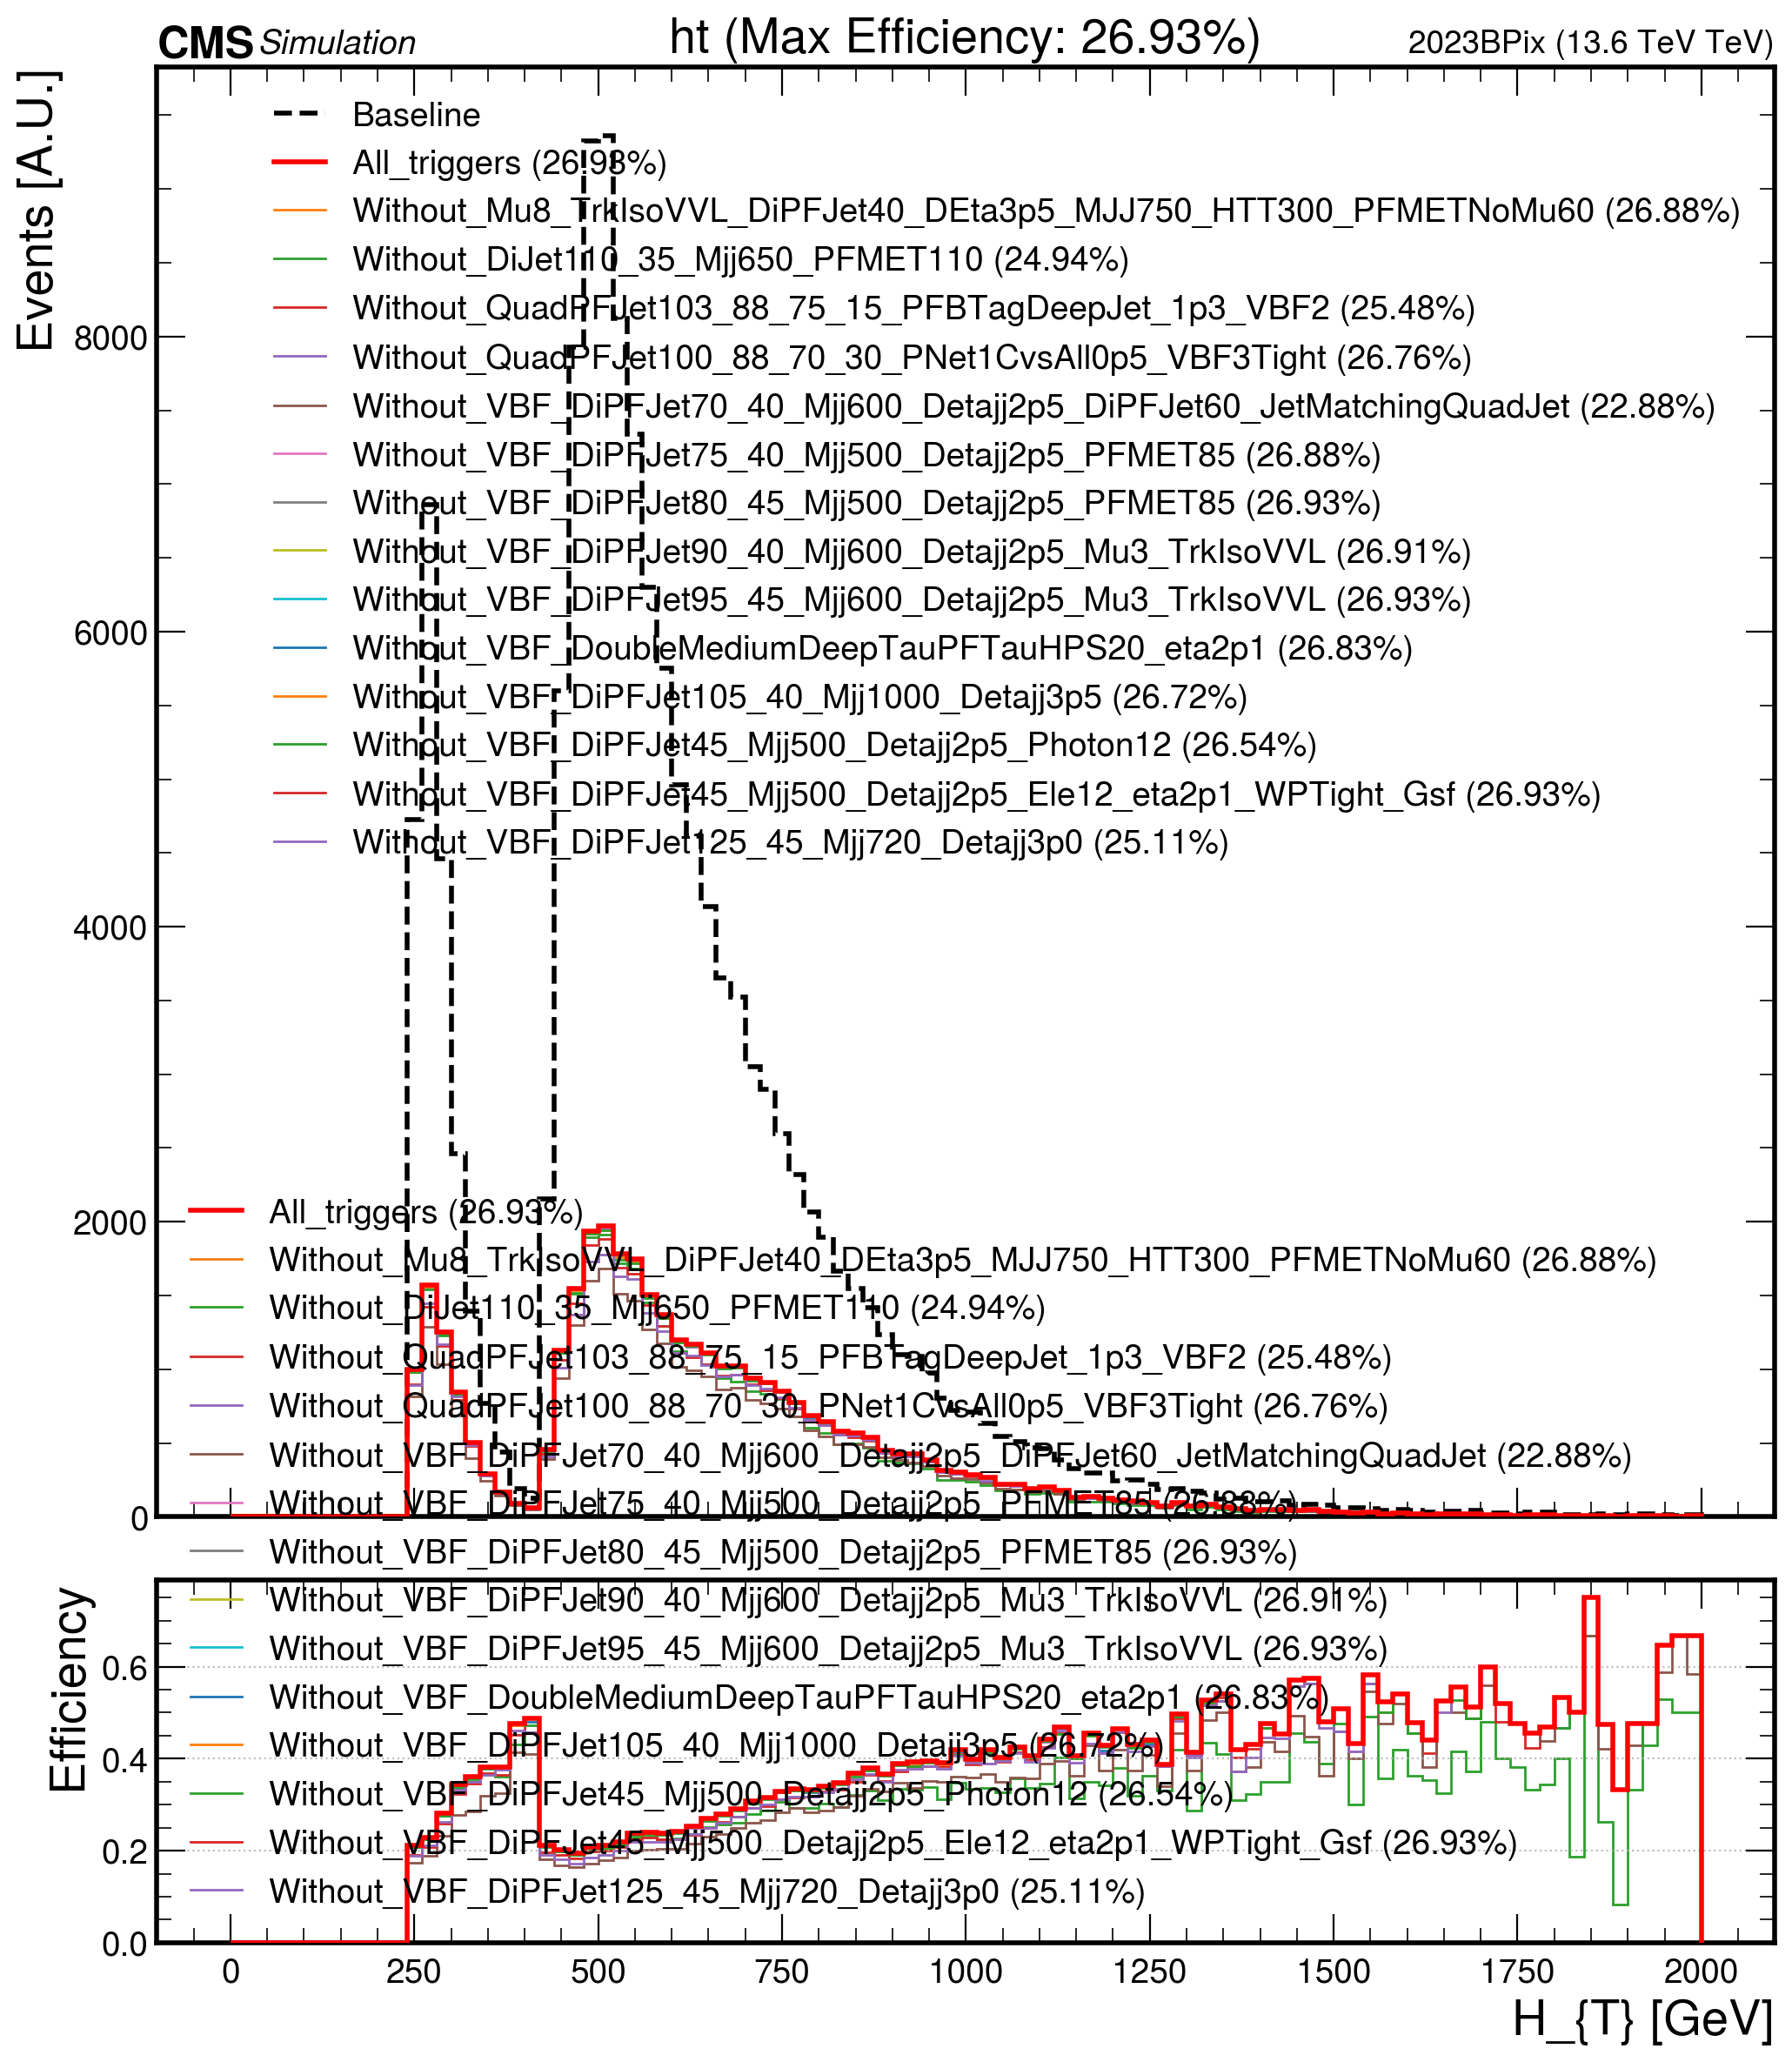 CMS Simulation ht (Max Efficiency: 26.93%) 2023BPix (13.6 TeV TeV)
Events [A.U.]
Baseline
All_triggers (26.93%)
Without_Mu8_TrkIsoVVL_DiPFJet40_DEta3p5_MJJ750_HTT300_PFMETNoMu60 (26.88%)
Without_DiJet110_35_Mjj650_PFMET110 (24.94%)
Without_QuadPFJet103_88_75_15_PFBTagDeepJet_1p3_VBF2 (25.48%)
8000
Without_QuadPFJet100_88_70_30_PNet1CvsAll0p5_VBF3Tight (26.76%)
Without_VBF_DiPFJet70_40_Mjj600_Detajj2p5_DiPFJet60_JetMatchingQuadJet (22.88%)
Without_VBF_DiPFJet75_40_Mjj500_Detajj2p5_PFMET85 (26.88%)
Without_VBF_DiPFJet80_45_Mjj500_Detajj2p5_PFMET85 (26.93%)
Without_VBF_DiPFJet90_40_Mjj600_Detajj2p5_Mu3_TrkIsoVVL (26.91%)
Without_VBF_DiPFJet95_45_Mjj600_Detajj2p5_Mu3_TrkIsoVVL (26.93%)
6000
Without_VBF_DoubleMediumDeepTauPFTauHPS20_eta2p1 (26.83%)
Without_VBF_DiPFJet105_40_Mjj1000_Detajj3p5 (26.72%)
Without_VBF_DiPFJet45_Mjj500_Detajj2p5_Photon12 (26.54%)
Without_VBF_DiPFJet45_Mjj500_Detajj2p5_Ele12_eta2p1_WPTight_Gsf (26.93%)
Without_VBF_DiPFJet125_45_Mjj720_Detajj3p0 (25.11%)
4000
2000
All_triggers (26.93%)
Without_Mu8_TrkIsoVVL_DiPFJet40_DEta3p5_MJJ750_HTT300_PFMETNoMu60 (26.88%)
Without_DiJet110_35_Mjj650_PFMET110 (24.94%)
Without_QuadPFJet103_88_75_15_PFBTagDeepJet_1p3_VBF2 (25.48%)
Without_QuadPFJet100_88_70_30_PNet1CvsAll0p5_VBF3Tight (26.76%)
Without_VBF_DiPFJet70_40_Mjj600_Detajj2p5_DiPFJet60_JetMatchingQuadJet (22.88%)
Without_VBF_DiPFJet75_40_Mjj500_Detajj2p5_PFMET85 (26.88%)
0
Without_VBF_DiPFJet80_45_Mjj500_Detajj2p5_PFMET85 (26.93%)
Efficiency
Without_VBF_DiPFJet90_40_Mjj600_Detajj2p5_Mu3_TrkIsoVVL (26.91%)
Without_VBF_DiPFJet95_45_Mjj600_Detajj2p5_Mu3_TrkIsoVVL (26.93%)
0.6
Without_VBF_DoubleMediumDeepTauPFTauHPS20_eta2p1 (26.83%)
Without_VBF_DiPFJet105_40_Mjj1000_Detajj3p5 (26.72%)
0.4
Without_VBF_DiPFJet45_Mjj500_Detajj2p5_Photon12 (26.54%)
Without_VBF_DiPFJet45_Mjj500_Detajj2p5_Ele12_eta2p1_WPTight_Gsf (26.93%)
0.2
Without_VBF_DiPFJet125_45_Mjj720_Detajj3p0 (25.11%)
0.0
0 250 500 750 1000 1250 1500 1750 2000
H_{T} [GeV]